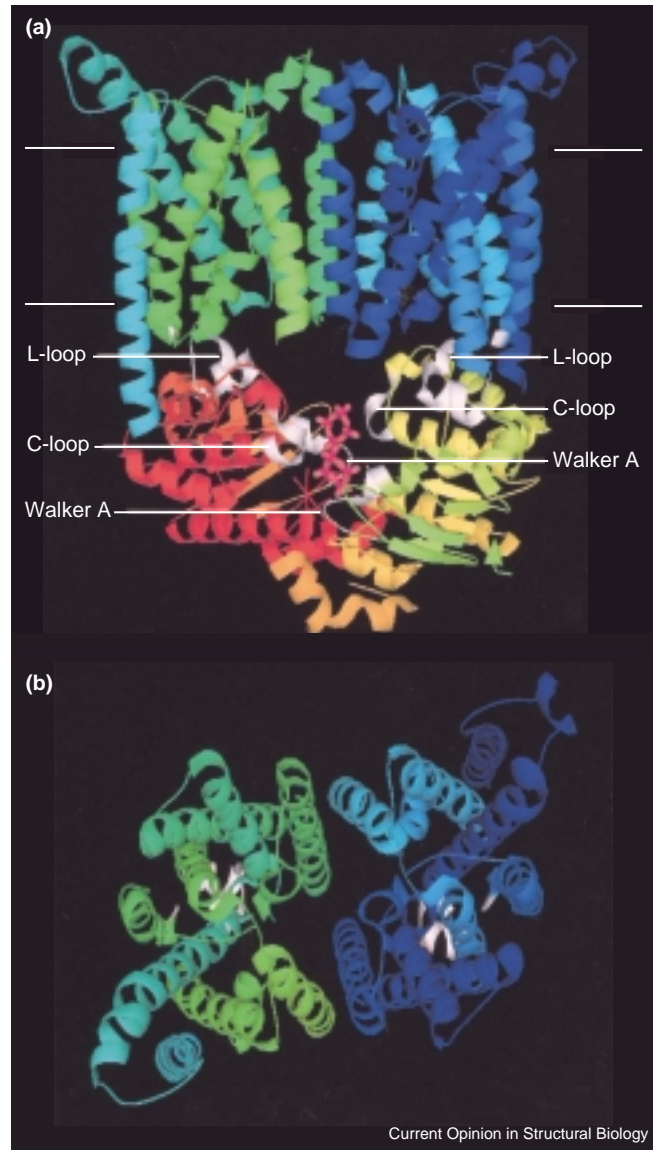 (a)
L-loop
L-loop
C-loop
C-loop
Walker A
Walker A
(b)
Current Opinion in Structural Biology